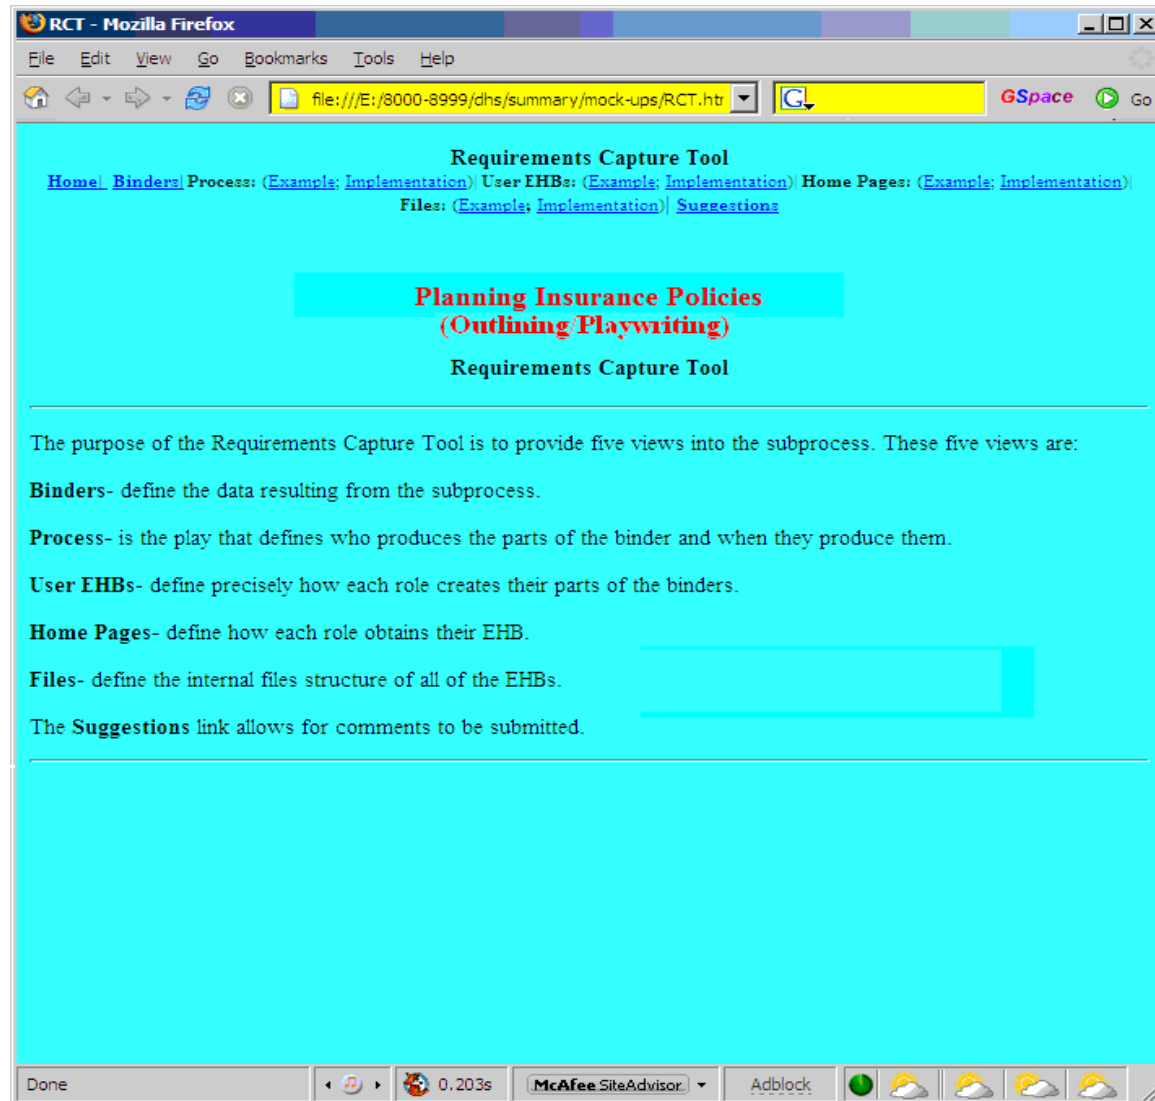 RCT - Mozilla Firefox
File Edit View Go Bookmarks Tools Help
file:///E:/8000-8999/dhs/summary/mock-ups/RCT.htr G GSpace Go
Requirements Capture Tool
Home| Binders| Process: (Example; Implementation)| User EHBs: (Example; Implementation)| Home Pages: (Example; Implementation)|
Files: (Example; Implementation)| Suggestions
Planning Insurance Policies
(Outlining/Playwriting)
Requirements Capture Tool
The purpose of the Requirements Capture Tool is to provide five views into the subprocess. These five views are:
Binders- define the data resulting from the subprocess.
Process- is the play that defines who produces the parts of the binder and when they produce them.
User EHBs- define precisely how each role creates their parts of the binders.
Home Pages- define how each role obtains their EHB.
Files- define the internal files structure of all of the EHBs.
The Suggestions link allows for comments to be submitted.
Done 0.203s McAfee SiteAdvisor Adblock